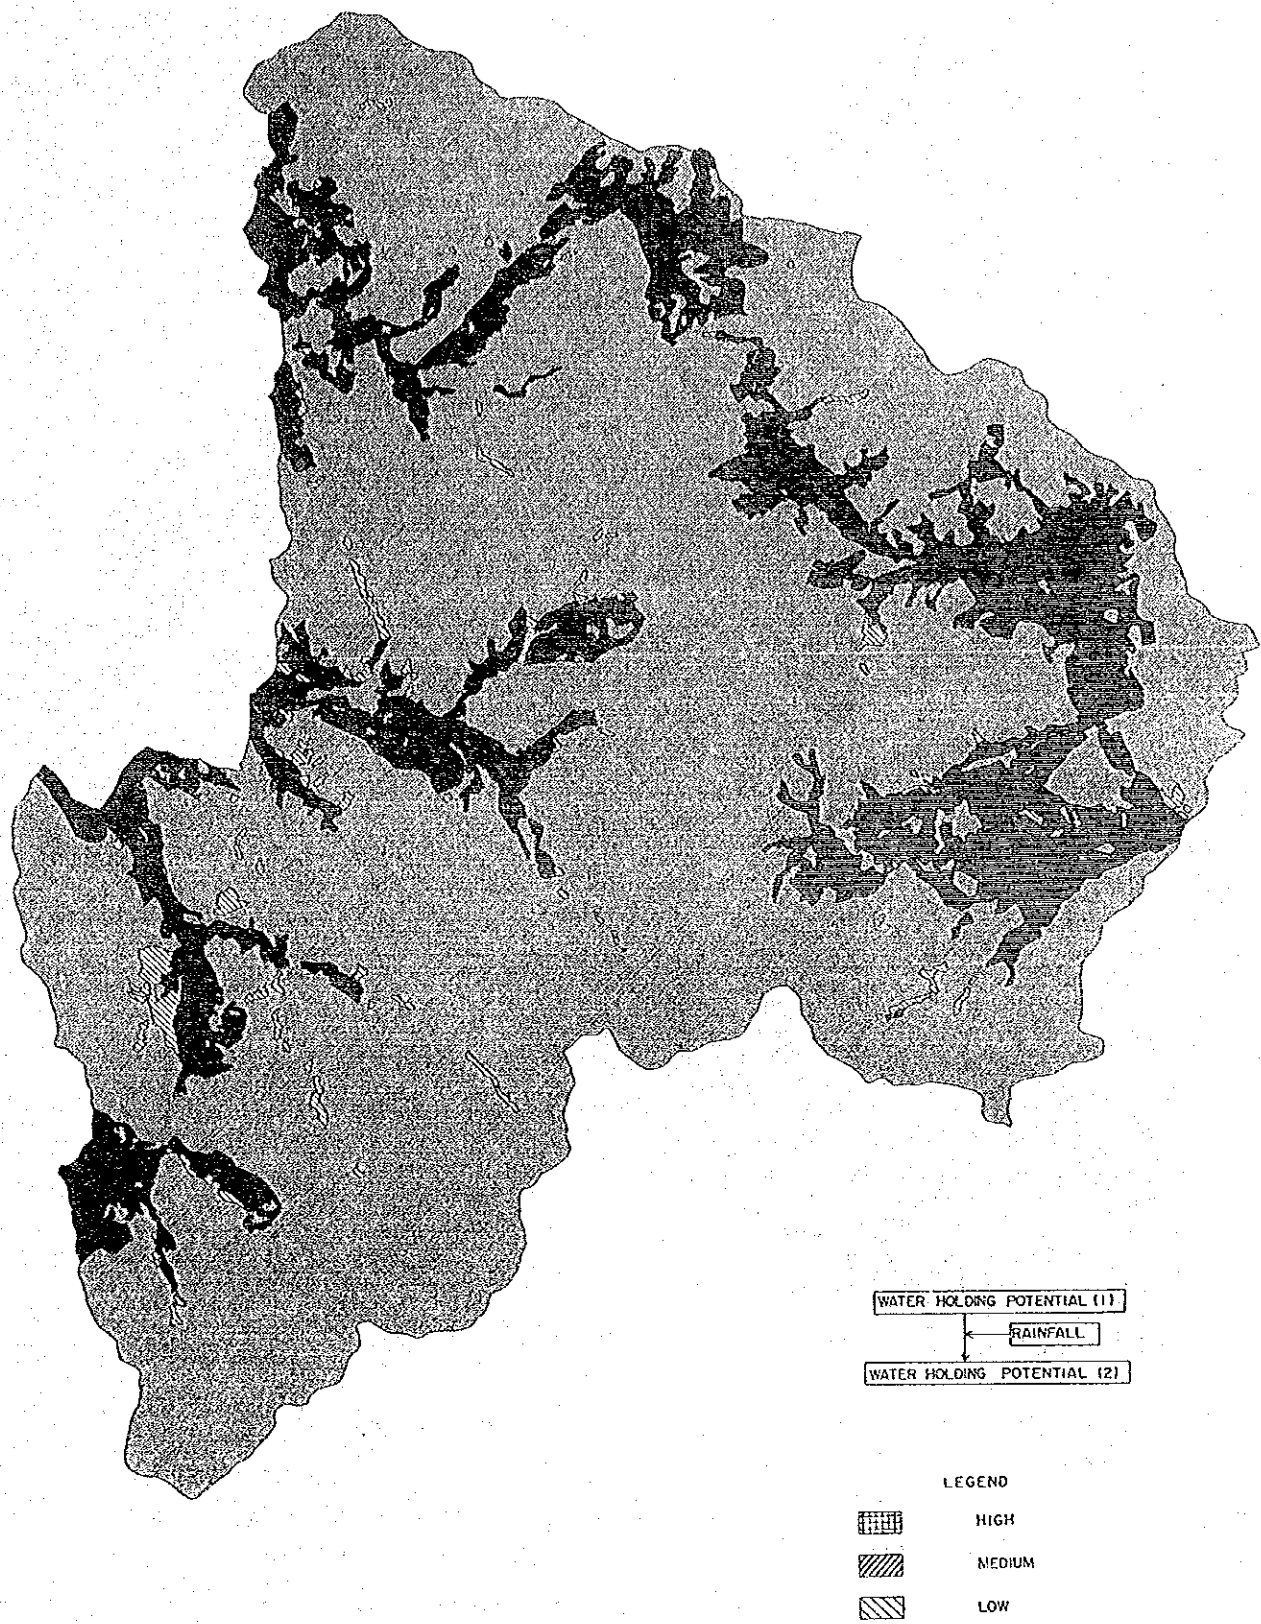 WATER HOLDING POTENTIAL (1)
RAINFALL
WATER HOLDING POTENTIAL (2)
LEGEND
HIGH
MEDIUM
LOW